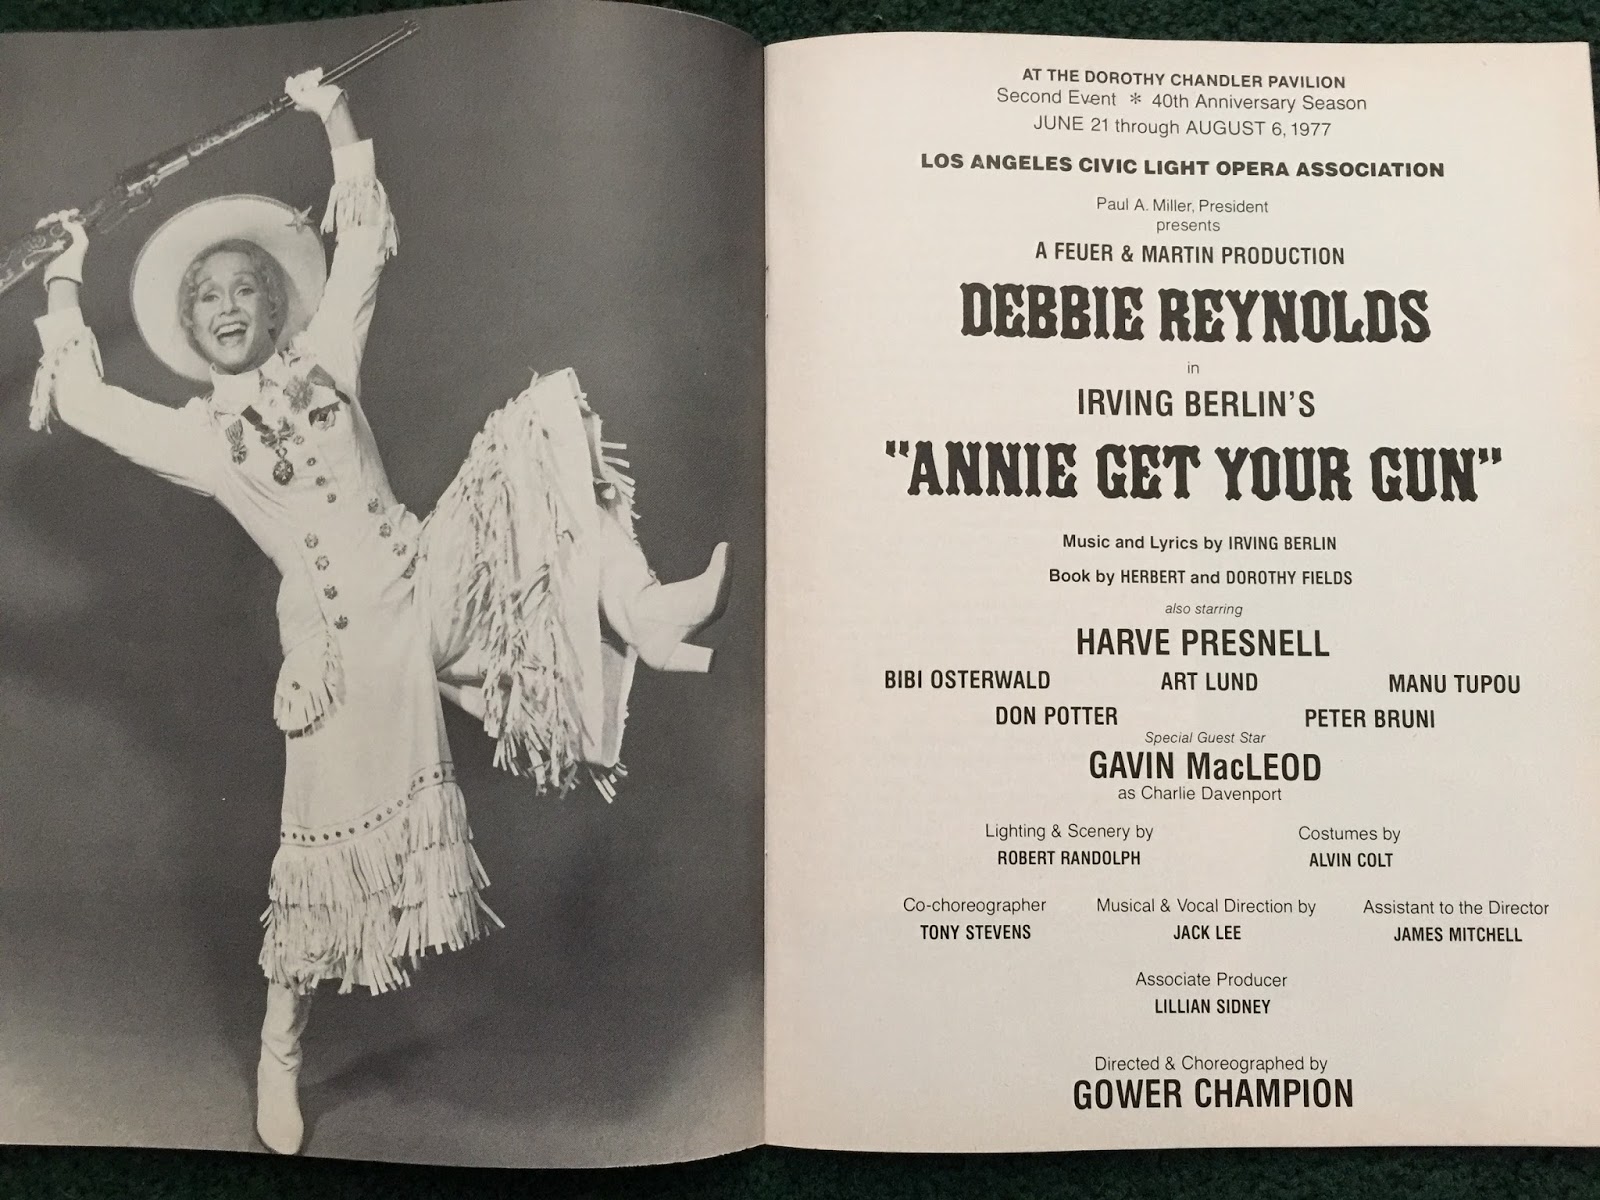 AT THE DOROTHY CHANDLER PAVILION
Second Event ✻ 40th Anniversary Season
JUNE 21 through AUGUST 6, 1977
LOS ANGELES CIVIC LIGHT OPERA ASSOCIATION
Paul A. Miller, President
presents
A FEUER & MARTIN PRODUCTION
DEBBIE REYNOLDS
in
IRVING BERLIN'S
"ANNIE GET YOUR GUN"
Music and Lyrics by IRVING BERLIN
Book by HERBERT and DOROTHY FIELDS
also starring
HARVE PRESNELL
BIBI OSTERWALD ART LUND MANU TUPOU
DON POTTER PETER BRUNI
Special Guest Star
GAVIN MacLEOD
as Charlie Davenport
Lighting & Scenery by Costumes by
ROBERT RANDOLPH ALVIN COLT
Co-choreographer Musical & Vocal Direction by Assistant to the Director
TONY STEVENS JACK LEE JAMES MITCHELL
Associate Producer
LILLIAN SIDNEY
Directed & Choreographed by
GOWER CHAMPION